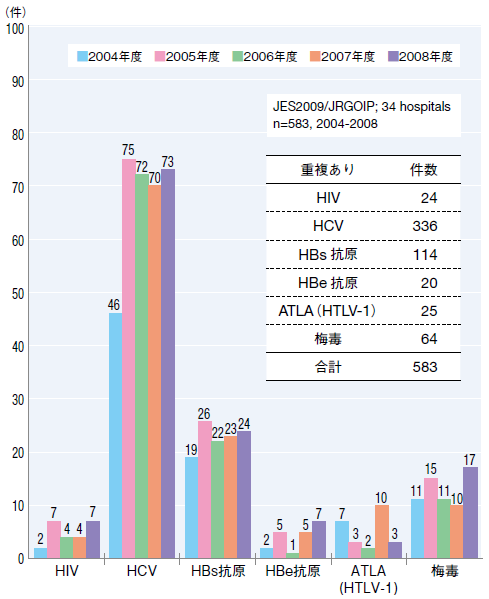 （件）
100
2004年度 2005年度 2006年度 2007年度 2008年度
90
JES2009/JRGOIP; 34 hospitals
n=583, 2004-2008
80
75 72 70 73
重複あり 件数
70
HIV 24
HCV 336
60
HBs 抗原 114
HBe 抗原 20
50
46
ATLA（HTLV-1） 25
梅毒 64
40
合計 583
30
19 26 22 23 24
20
11 15 11 10 17
10
2 7 4 4 7
2 5 1 5 7
7 3 2 10 3
0
HIV HCV HBs抗原 HBe抗原 ATLA 梅毒
(HTLV-1)